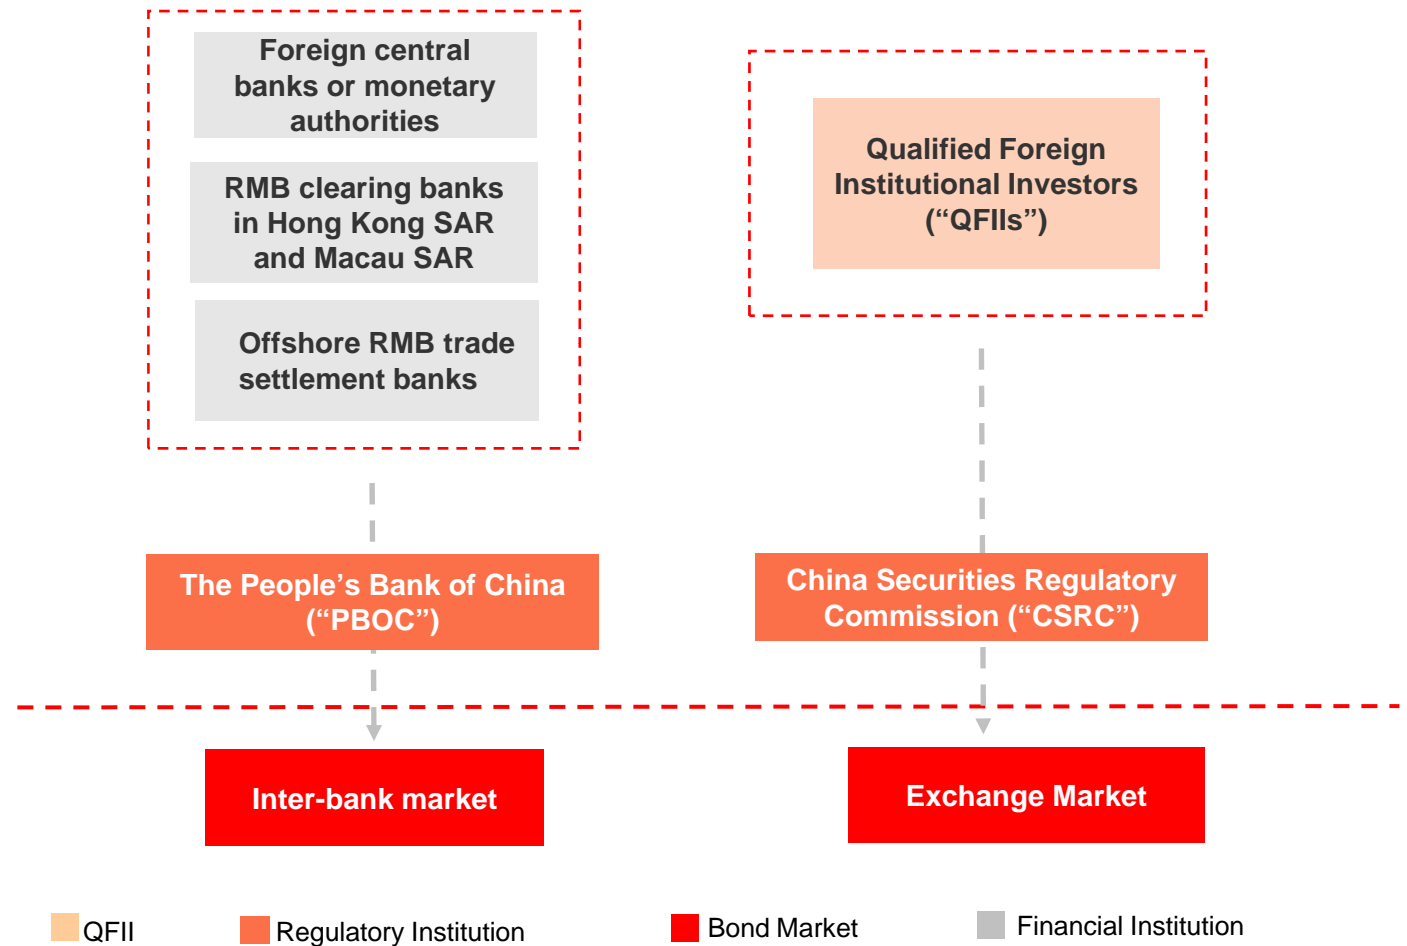 Foreign central
banks or monetary
authorities
RMB clearing banks
in Hong Kong SAR
and Macau SAR
Offshore RMB trade
settlement banks
Qualified Foreign
Institutional Investors
(“QFIIs”)
The People’s Bank of China
(“PBOC”)
China Securities Regulatory
Commission (“CSRC”)
Inter-bank market
Exchange Market
QFII
Regulatory Institution
Bond Market
Financial Institution